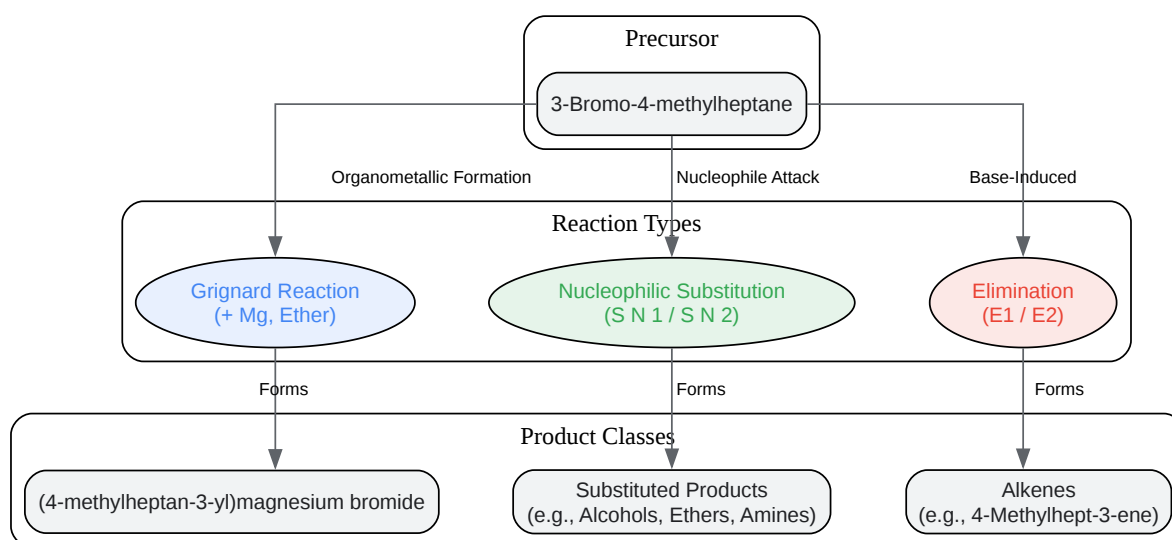 Precursor
3-Bromo-4-methylheptane
Organometallic Formation
Nucleophile Attack
Base-Induced
Reaction Types
Grignard Reaction
(+ Mg, Ether)
Nucleophilic Substitution
(S N 1 / S N 2)
Elimination
(E1 / E2)
Forms
Forms
Forms
Product Classes
(4-methylheptan-3-yl)magnesium bromide
Substituted Products
(e.g., Alcohols, Ethers, Amines)
Alkenes
(e.g., 4-Methylhept-3-ene)